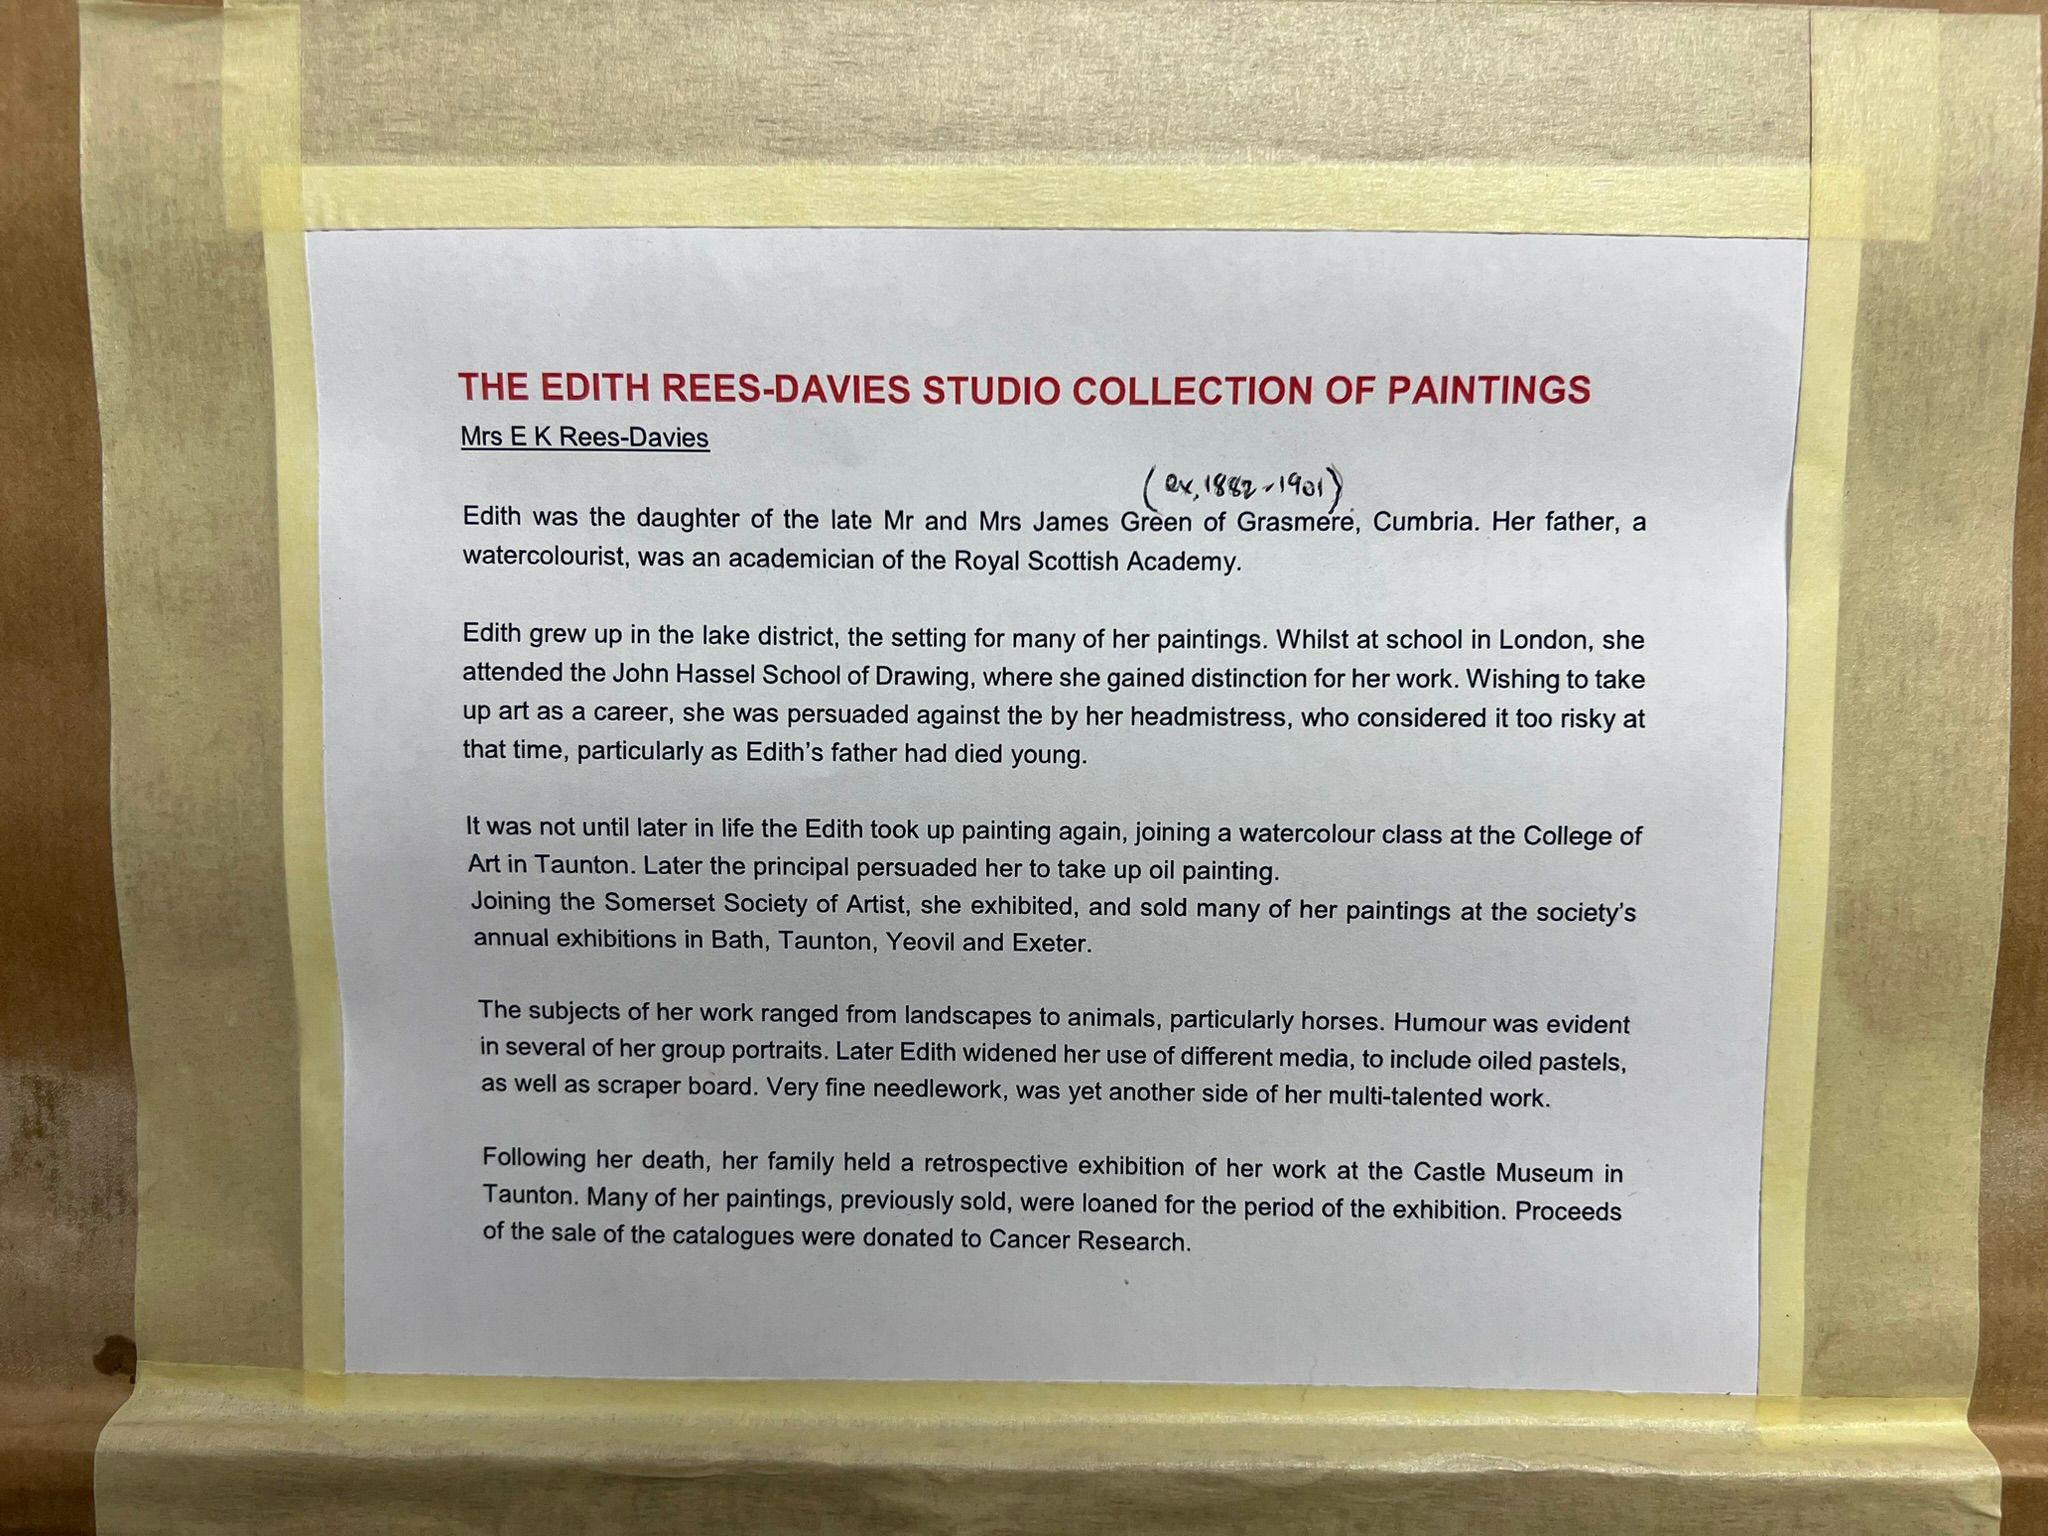 THE EDITH REES-DAVIES STUDIO COLLECTION OF PAINTINGS
Mrs E K Rees-Davies
(ex, 1882-1901)
Edith was the daughter of the late Mr and Mrs James Green of Grasmere, Cumbria. Her father, a
watercolourist, was an academician of the Royal Scottish Academy.
Edith grew up in the lake district, the setting for many of her paintings. Whilst at school in London, she
attended the John Hassel School of Drawing, where she gained distinction for her work. Wishing to take
up art as a career, she was persuaded against the by her headmistress, who considered it too risky at
that time, particularly as Edith's father had died young.
It was not until later in life the Edith took up painting again, joining a watercolour class at the College of
Art in Taunton. Later the principal persuaded her to take up oil painting.
Joining the Somerset Society of Artist, she exhibited, and sold many of her paintings at the society's
annual exhibitions in Bath, Taunton, Yeovil and Exeter.
The subjects of her work ranged from landscapes to animals, particularly horses. Humour was evident
in several of her group portraits. Later Edith widened her use of different media, to include oiled pastels,
as well as scraper board. Very fine needlework, was yet another side of her multi-talented work.
Following her death, her family held a retrospective exhibition of her work at the Castle Museum in
Taunton. Many of her paintings, previously sold, were loaned for the period of the exhibition. Proceeds
of the sale of the catalogues were donated to Cancer Research.